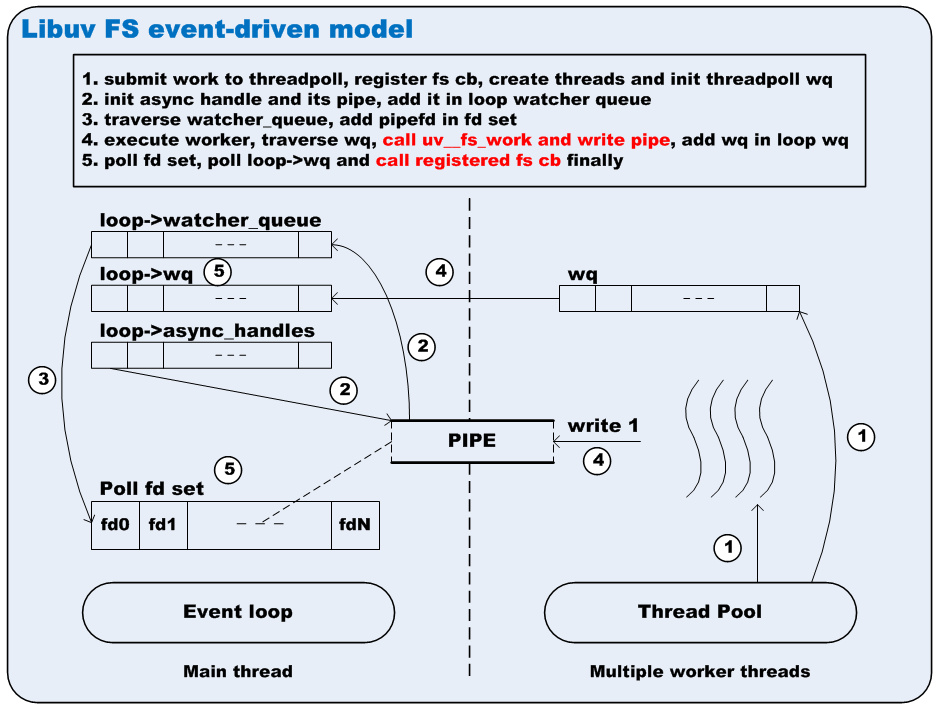 Libuv FS event-driven model
1. submit work to threadpoll, register fs cb, create threads and init threadpoll wq
2. init async handle and its pipe, add it in loop watcher queue
3. traverse watcher_queue, add pipefd in fd set
4. execute worker, traverse wq, call uv__fs_work and write pipe, add wq in loop wq
5. poll fd set, poll loop->wq and call registered fs cb finally
loop->watcher_queue
- - -
loop->wq
5
4
wq
- - -
- - -
loop->async_handles
- - -
2
3
2
write 1
1
PIPE
4
5
Poll fd set
fd0
fd1
- - -
fdN
1
Event loop
Thread Pool
Main thread
Multiple worker threads